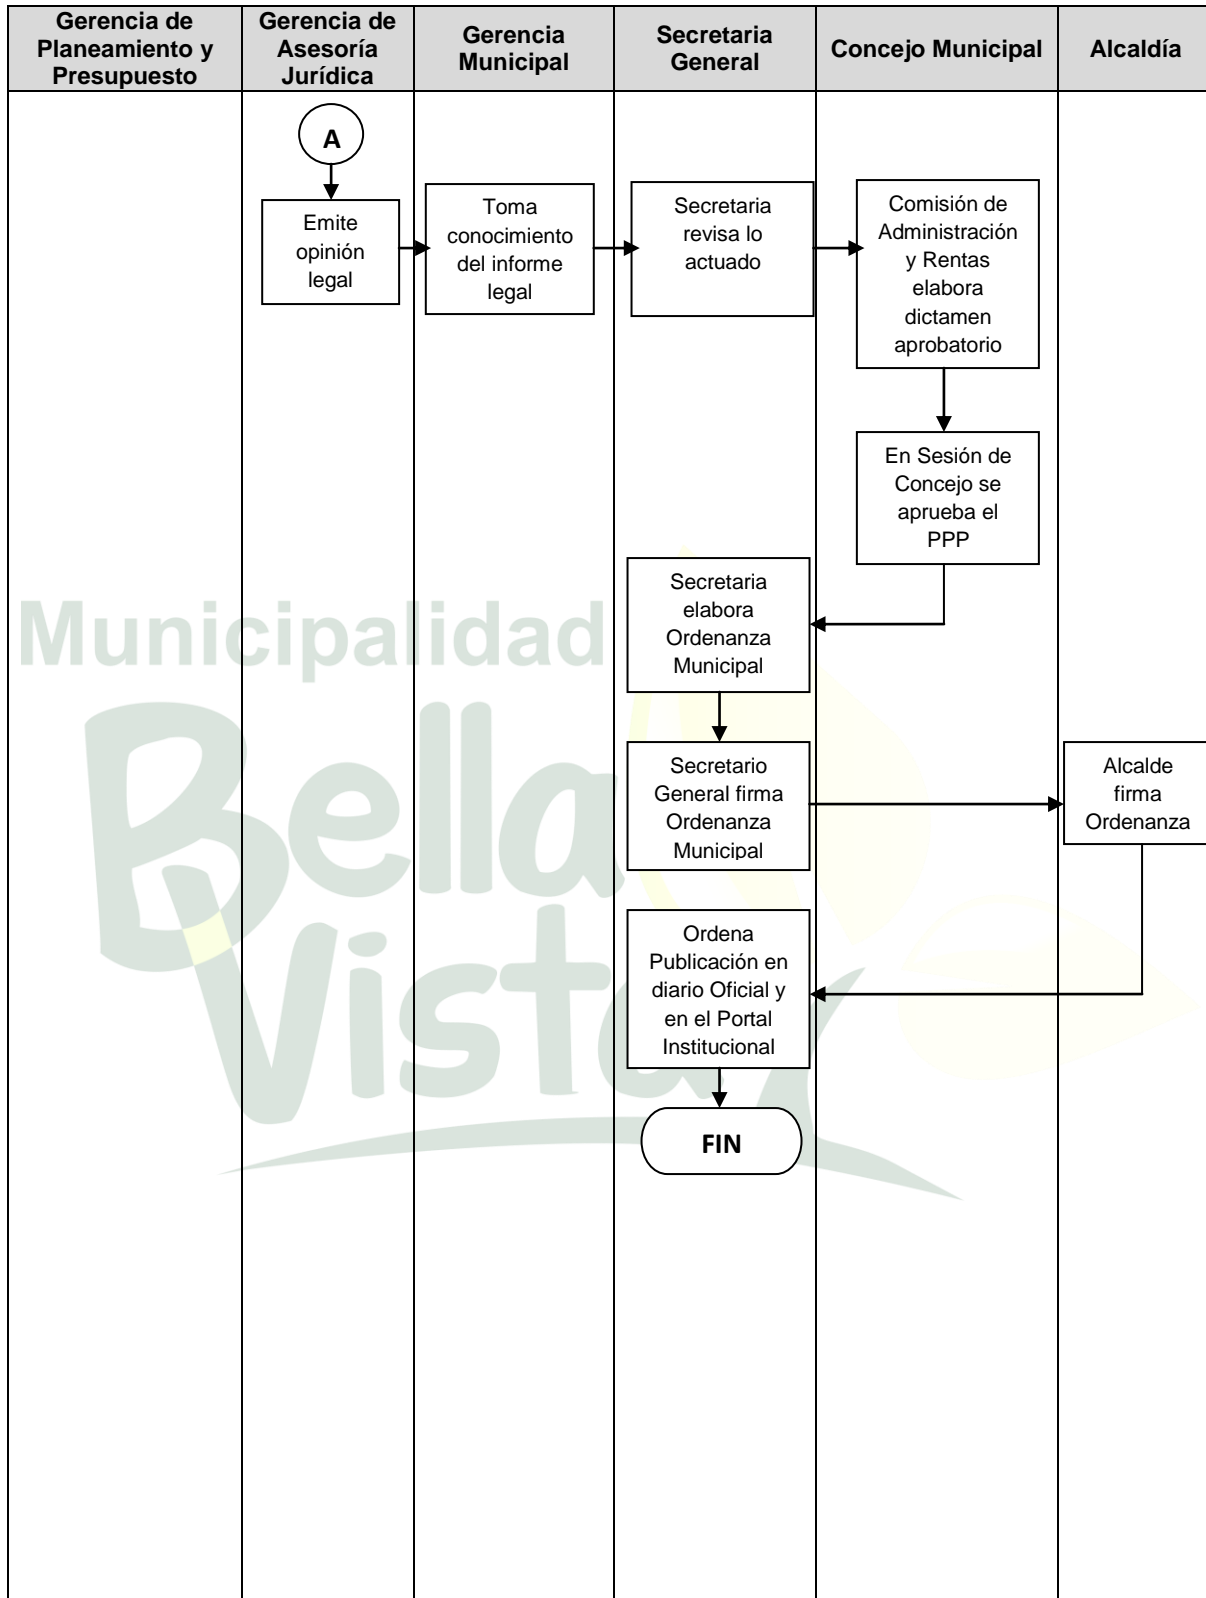 Gerencia de
Planeamiento y
Presupuesto
Gerencia de
Asesoría
Jurídica
Gerencia
Municipal
Secretaria
General
Concejo Municipal
Alcaldía
A
Emite
opinión
legal
Toma
conocimiento
del informe
legal
Secretaria
revisa lo
actuado
Comisión de
Administración
y Rentas
elabora
dictamen
aprobatorio
En Sesión de
Concejo se
aprueba el
PPP
Secretaria
elabora
Ordenanza
Municipal
Secretario
General firma
Ordenanza
Municipal
Alcalde
firma
Ordenanza
Ordena
Publicación en
diario Oficial y
en el Portal
Institucional
FIN
Municipalidad
Bella
Vista